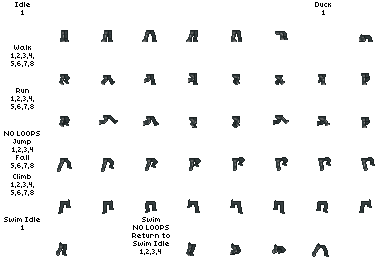 Idle
1
Duck
1
Walk
1,2,3,4,
5,6,7,8
Run
1,2,3,4,
5,6,7,8
NO LOOPS
Jump
1,2,3,4
Fall
5,6,7,8
Climb
1,2,3,4,
5,6,7,8
Swim Idle
1
Swim
NO LOOPS
Return to
Swim Idle
1,2,3,4